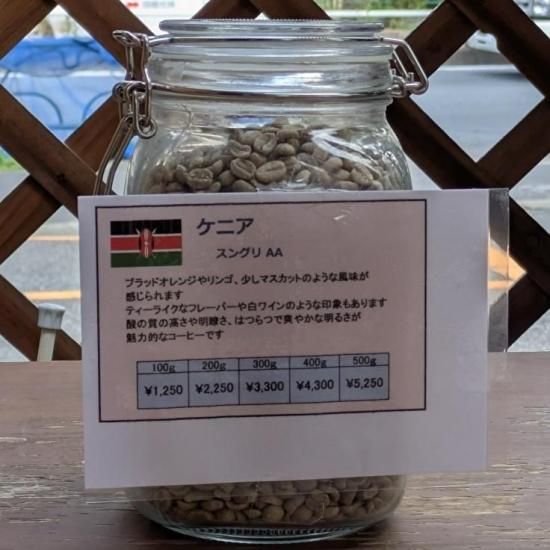 ケニア
スングリ AA
ブラッドオレンジやリンゴ、少しマスカットのような風味が
感じられます
ティーライクなフレーバーや白ワインのような印象もあります
酸の質の高さや明瞭さ、はつらつで爽やかな明るさが
魅力的なコーヒーです
100g 200g 300g 400g 500g
¥1,250 ¥2,250 ¥3,300 ¥4,300 ¥5,250